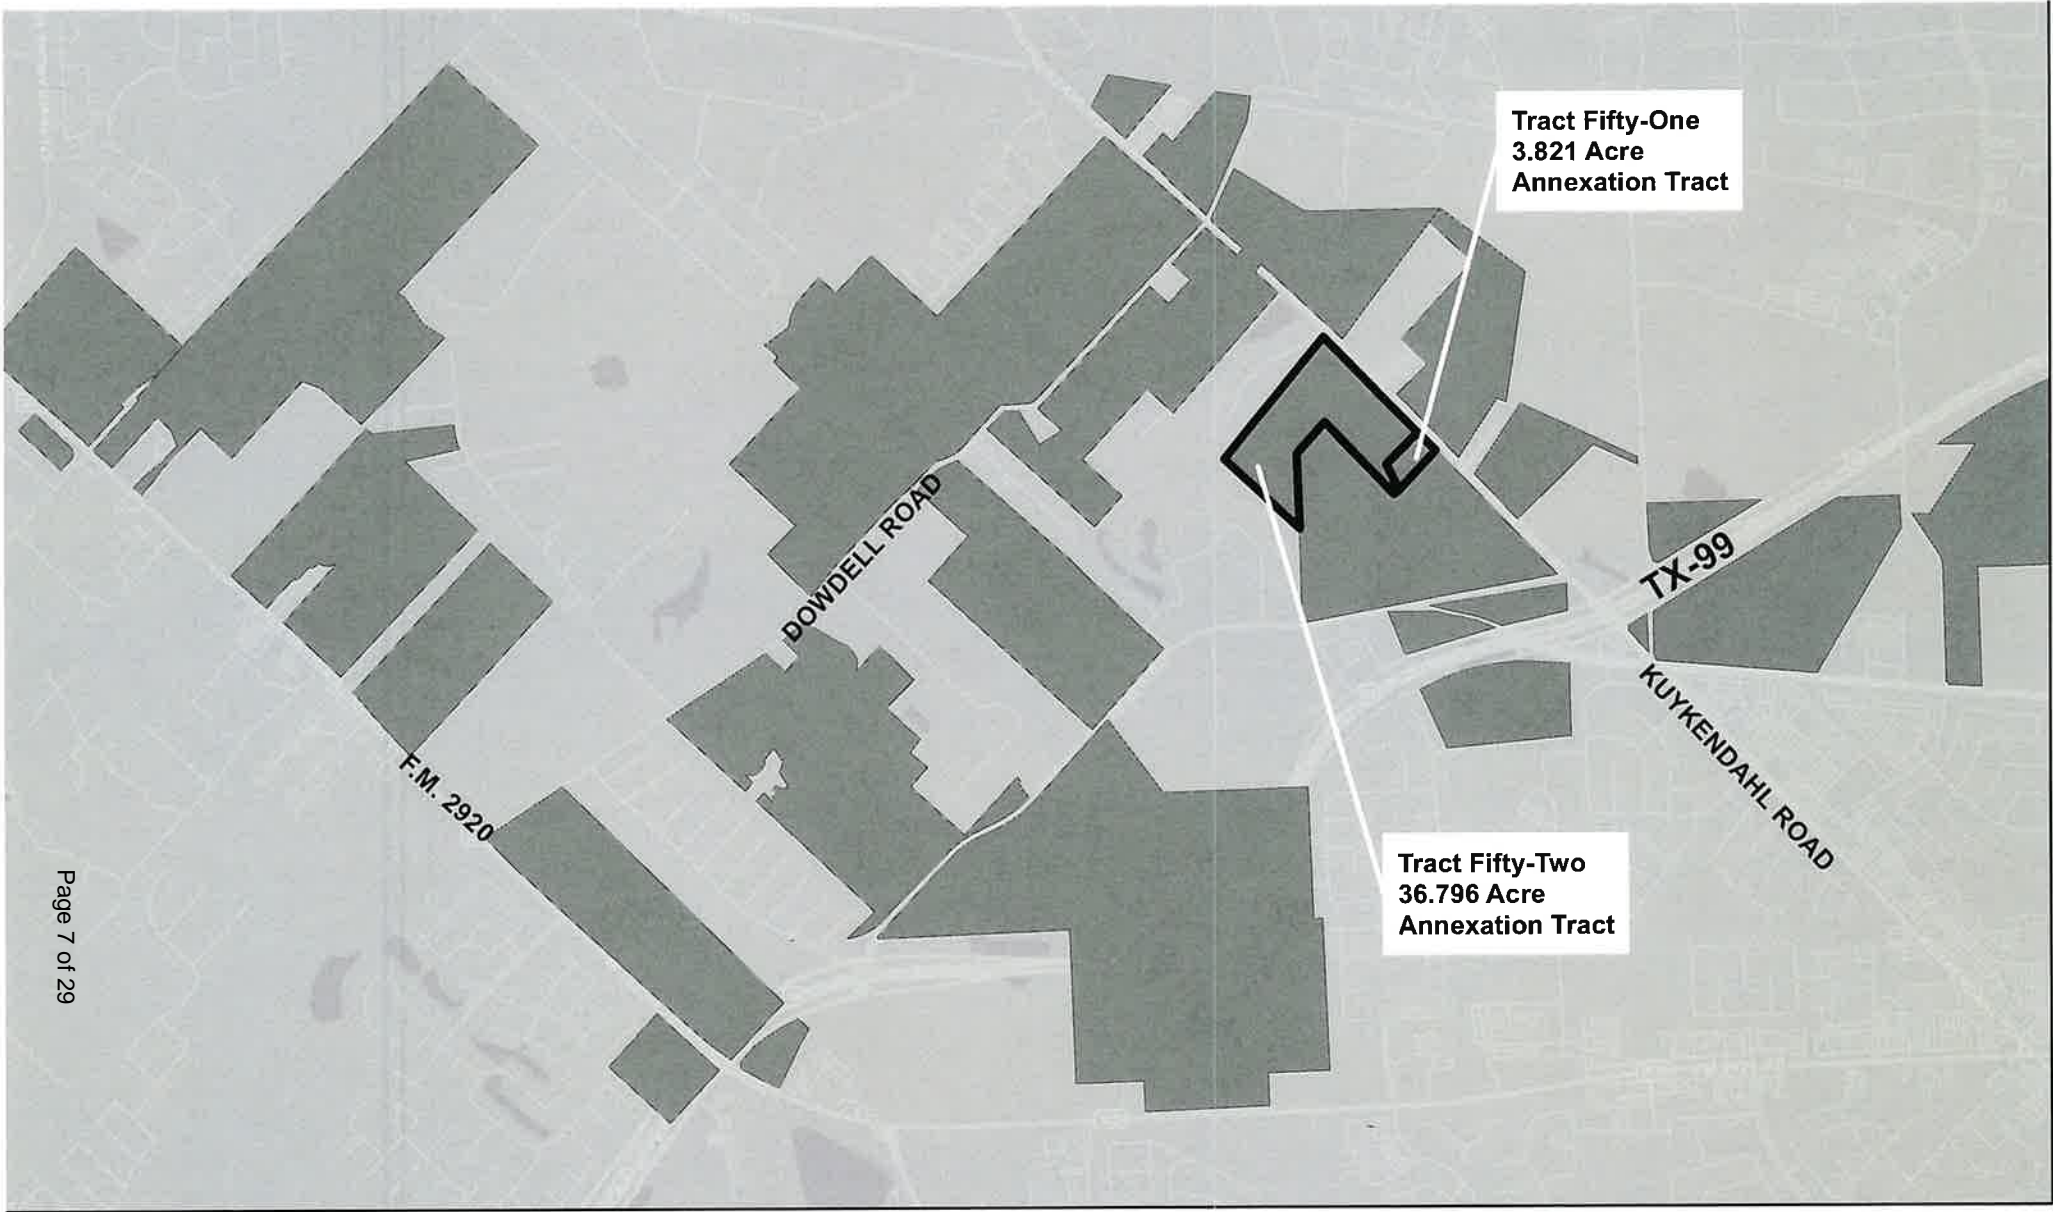 Tract Fifty-One
3.821 Acre
Annexation Tract
DOWDELL ROAD
TX-99
KUYKENDAHL ROAD
F.M. 2920
Tract Fifty-Two
36.796 Acre
Annexation Tract
Page 7 of 29